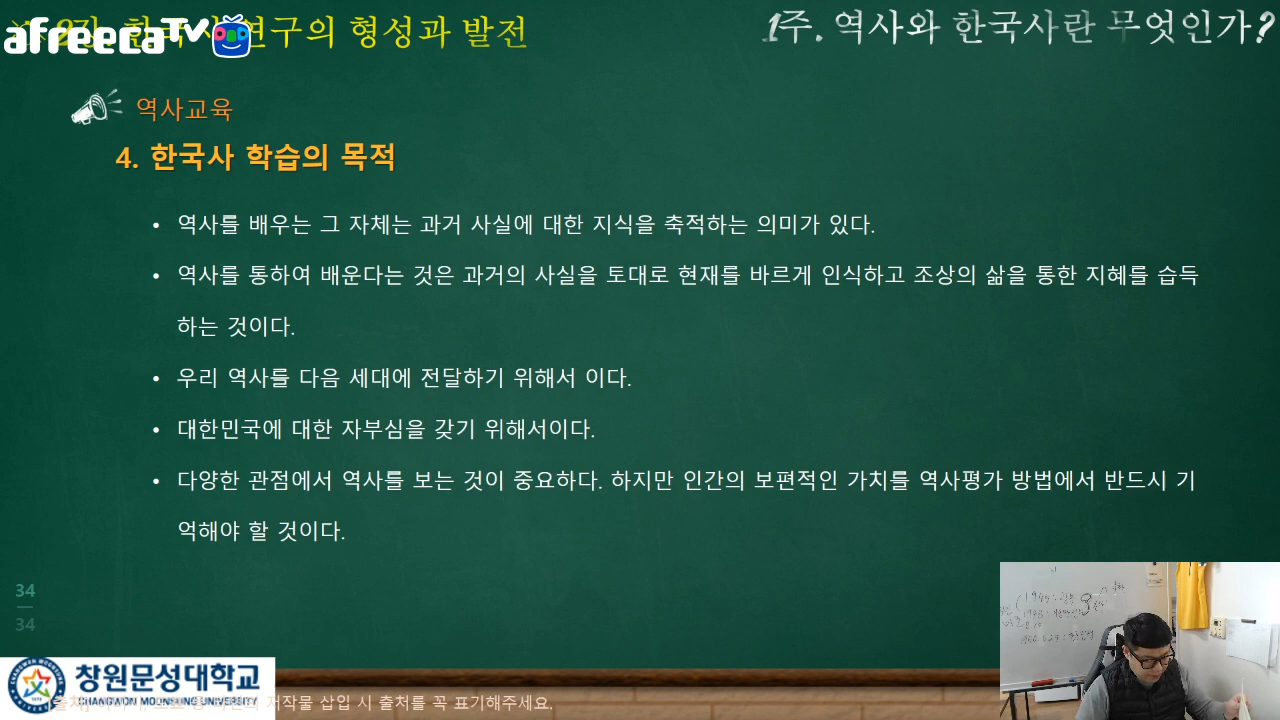 afreecaTV 연구의 형성과 발전
1주. 역사와 한국사란 무엇인가?
역사교육
4. 한국사 학습의 목적
• 역사를 배우는 그 자체는 과거 사실에 대한 지식을 축적하는 의미가 있다.
• 역사를 통하여 배운다는 것은 과거의 사실을 토대로 현재를 바르게 인식하고 조상의 삶을 통한 지혜를 습득
하는 것이다.
• 우리 역사를 다음 세대에 전달하기 위해서 이다.
• 대한민국에 대한 자부심을 갖기 위해서이다.
• 다양한 관점에서 역사를 보는 것이 중요하다. 하지만 인간의 보편적인 가치를 역사평가 방법에서 반드시 기
억해야 할 것이다.
34
34
창원문성대학교
CHANGWON MOONSUNG UNIVERSITY
저작물 삽입 시 출처를 꼭 표기해주세요.